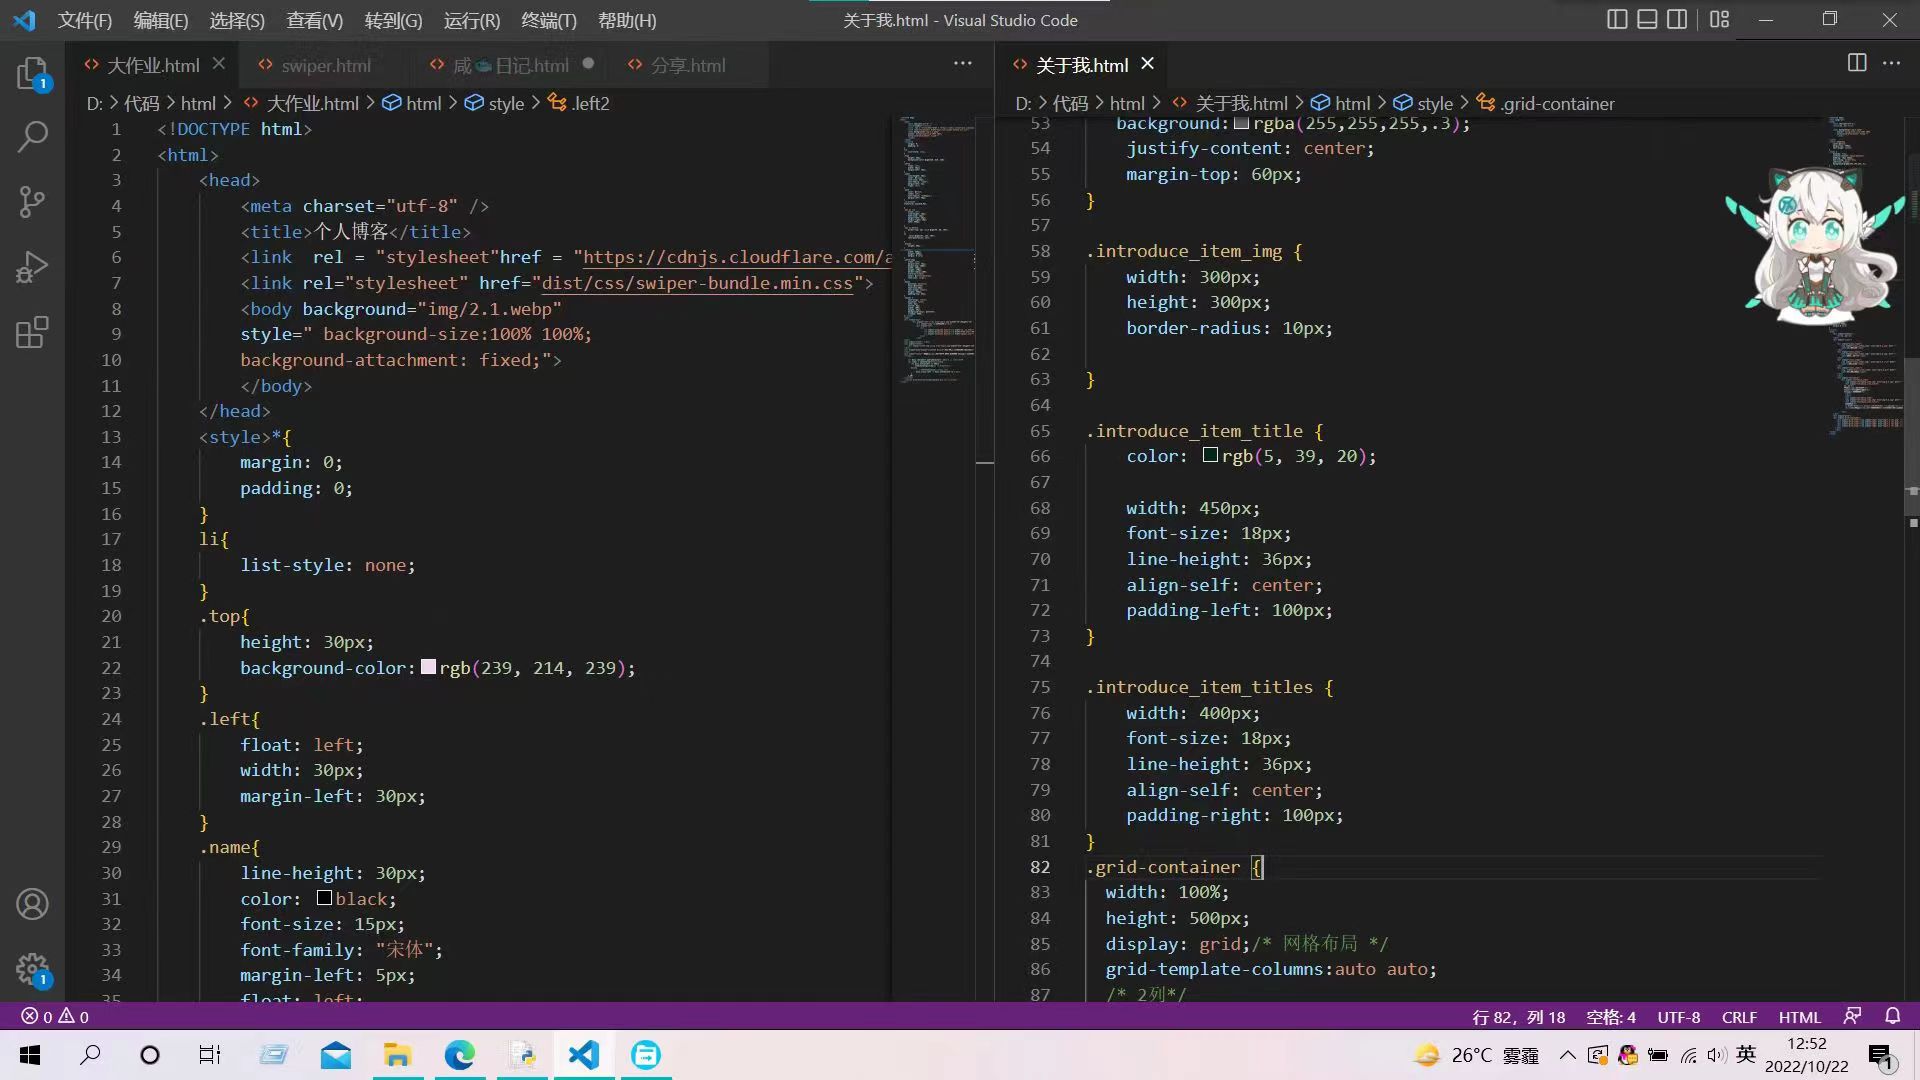 文件(F) 编辑(E) 选择(S) 查看(V) 转到(G) 运行(R) 终端(T) 帮助(H) 关于我.html - Visual Studio Code
大作业.html swiper.html 日记.html 分享.html
D: > 代码 > html > 大作业.html > html > style > .left2
1 <!DOCTYPE html>
2 <html>
3 <head>
4 <meta charset="utf-8" />
5 <title>个人博客</title>
6 <link  rel = "stylesheet"href = "https://cdnjs.cloudflare.com/a
7 <link rel="stylesheet" href="dist/css/swiper-bundle.min.css">
8 <body background="img/2.1.webp"
9 style=" background-size:100% 100%;
10 background-attachment: fixed;">
11 </body>
12 </head>
13 <style>*{
14 margin: 0;
15 padding: 0;
16 }
17 li{
18 list-style: none;
19 }
20 .top{
21 height: 30px;
22 background-color: rgb(239, 214, 239);
23 }
24 .left{
25 float: left;
26 width: 30px;
27 margin-left: 30px;
28 }
29 .name{
30 line-height: 30px;
31 color: black;
32 font-size: 15px;
33 font-family: "宋体";
34 margin-left: 5px;
35 float: left;
关于我.html
D: > 代码 > html > 关于我.html > html > style > .grid-container
53 background: rgba(255,255,255,.3);
54 justify-content: center;
55 margin-top: 60px;
56 }
57
58 .introduce_item_img {
59 width: 300px;
60 height: 300px;
61 border-radius: 10px;
62
63 }
64
65 .introduce_item_title {
66 color: rgb(5, 39, 20);
67
68 width: 450px;
69 font-size: 18px;
70 line-height: 36px;
71 align-self: center;
72 padding-left: 100px;
73 }
74
75 .introduce_item_titles {
76 width: 400px;
77 font-size: 18px;
78 line-height: 36px;
79 align-self: center;
80 padding-right: 100px;
81 }
82 .grid-container {
83 width: 100%;
84 height: 500px;
85 display: grid;/* 网格布局 */
86 grid-template-columns:auto auto;
87 /* 2列*/
0 0 行 82，列 18 空格: 4 UTF-8 CRLF HTML
26°C 雾霾 英 12:52
2022/10/22